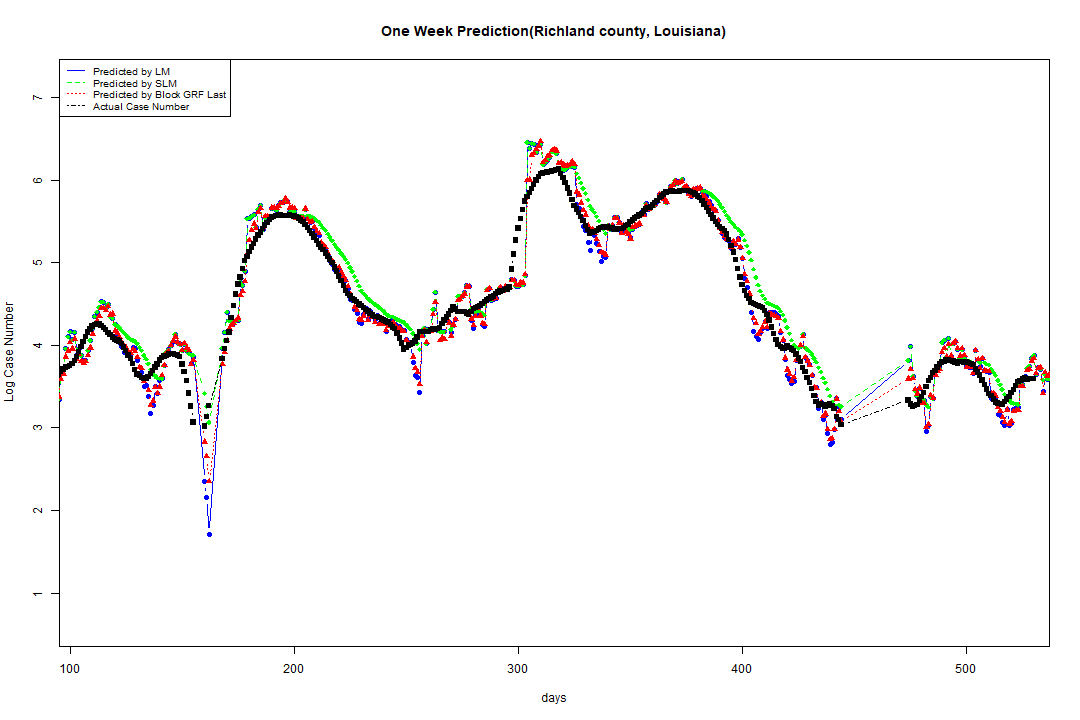 One Week Prediction(Richland county, Louisiana)
Predicted by LM
Predicted by SLM
Predicted by Block GRF Last
Actual Case Number
Log Case Number
7
6
5
4
3
2
1
100 200 300 400 500
days